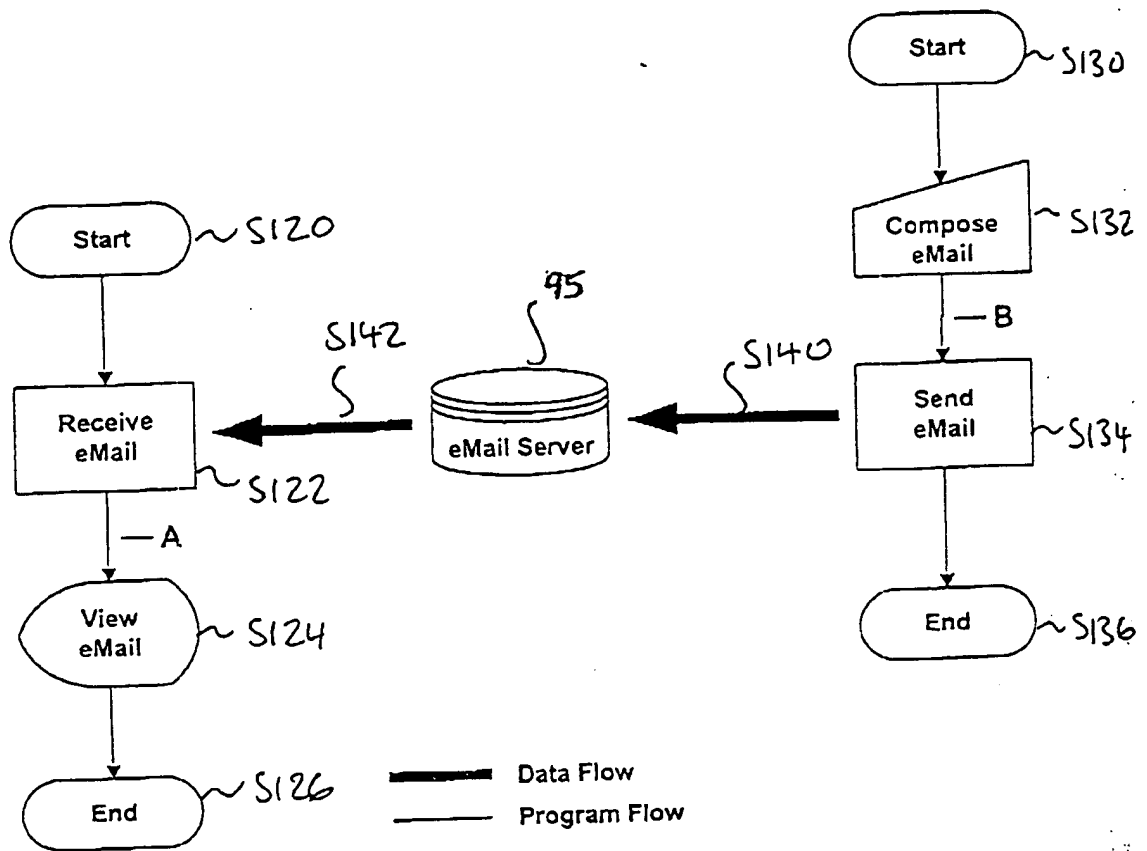 Start
S130
Compose
eMail
S132
Start
S120
95
B
S142
S140
Receive
eMail
S122
eMail Server
Send
eMail
S134
A
View
eMail
S124
End
S136
End
S126
Data Flow
Program Flow